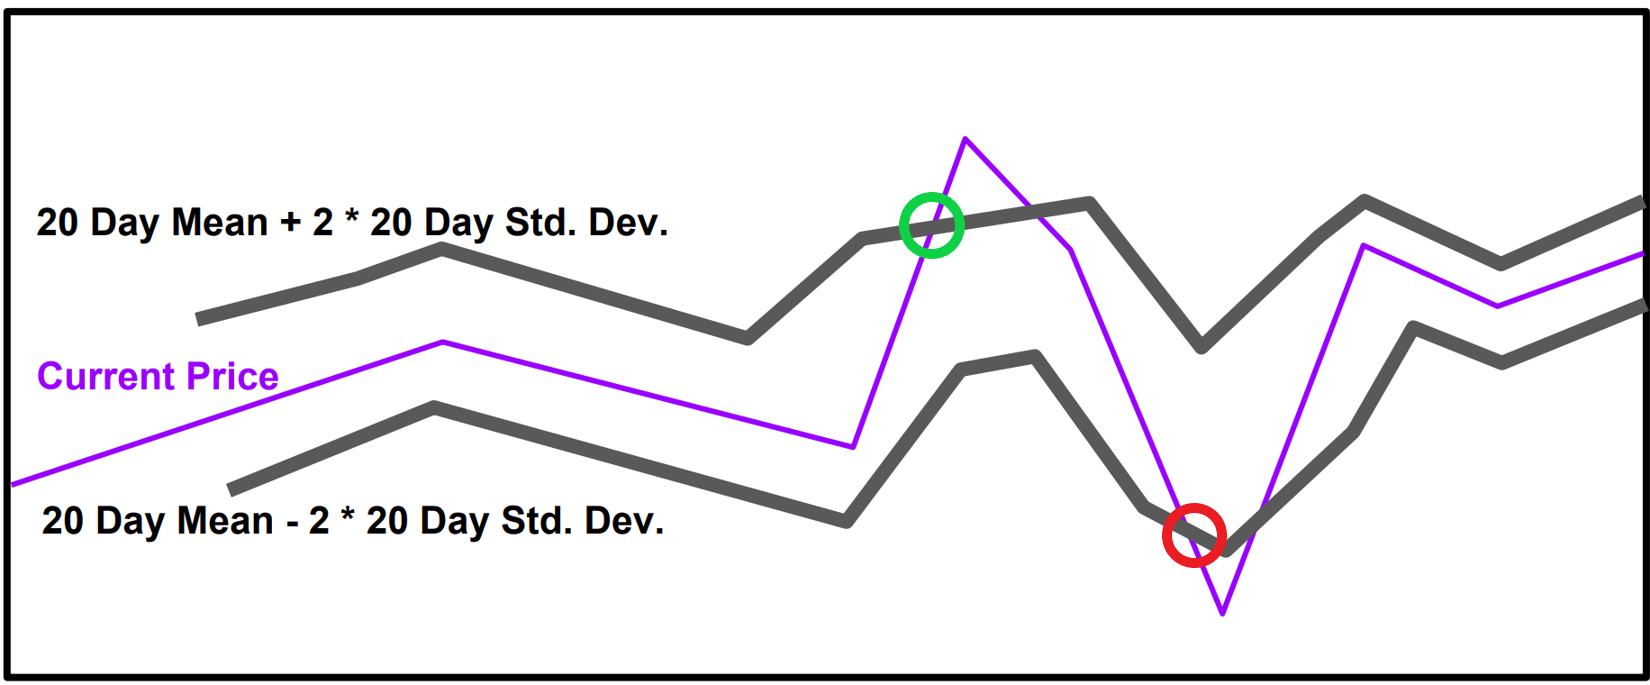 20 Day Mean + 2 * 20 Day Std. Dev.
Current Price
20 Day Mean - 2 * 20 Day Std. Dev.